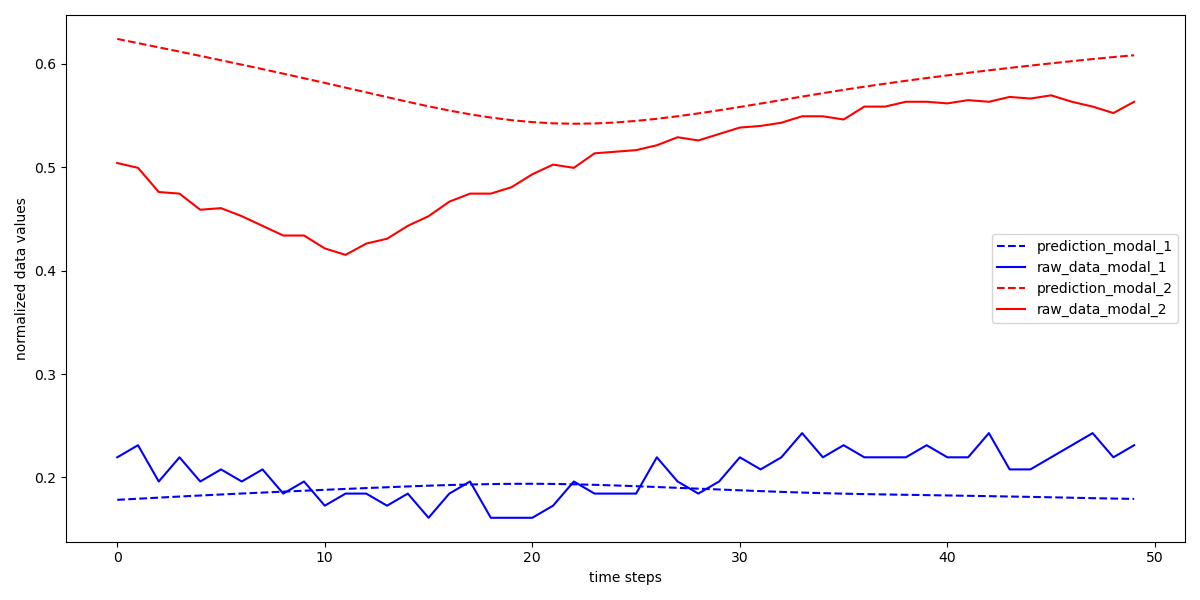 0.6
0.5
0.4
0.3
0.2
normalized data values
prediction_modal_1
raw_data_modal_1
prediction_modal_2
raw_data_modal_2
0 10 20 30 40 50
time steps